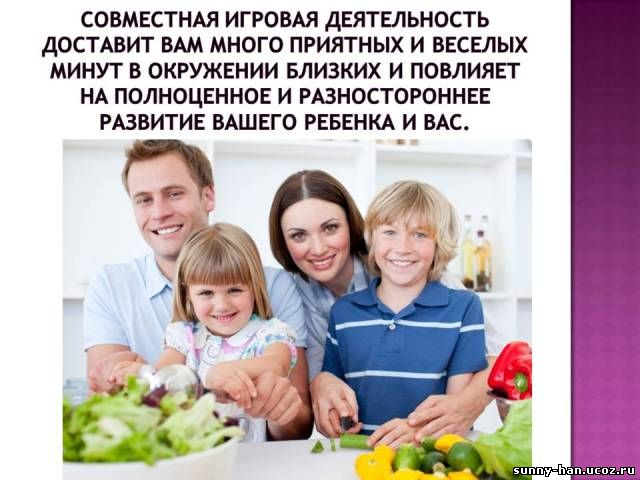 СОВМЕСТНАЯ ИГРОВАЯ ДЕЯТЕЛЬНОСТЬ
ДОСТАВИТ ВАМ МНОГО ПРИЯТНЫХ И ВЕСЕЛЫХ
МИНУТ В ОКРУЖЕНИИ БЛИЗКИХ И ПОВЛИЯЕТ
НА ПОЛНОЦЕННОЕ И РАЗНОСТОРОННЕЕ
РАЗВИТИЕ ВАШЕГО РЕБЕНКА И ВАС.
sunny-han.ucoz.ru